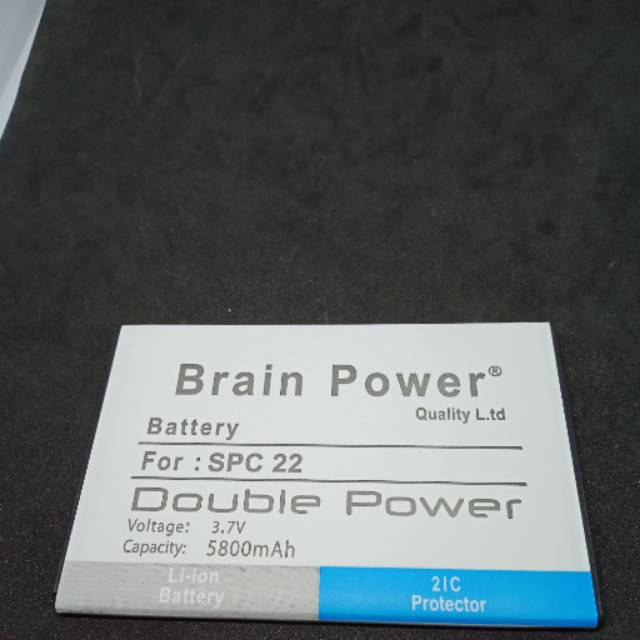 Brain Power®
Quality L.td
Battery
For : SPC 22
Double Power
Voltage: 3.7V
Capacity: 5800mAh
Li-ion
Battery
2IC
Protector